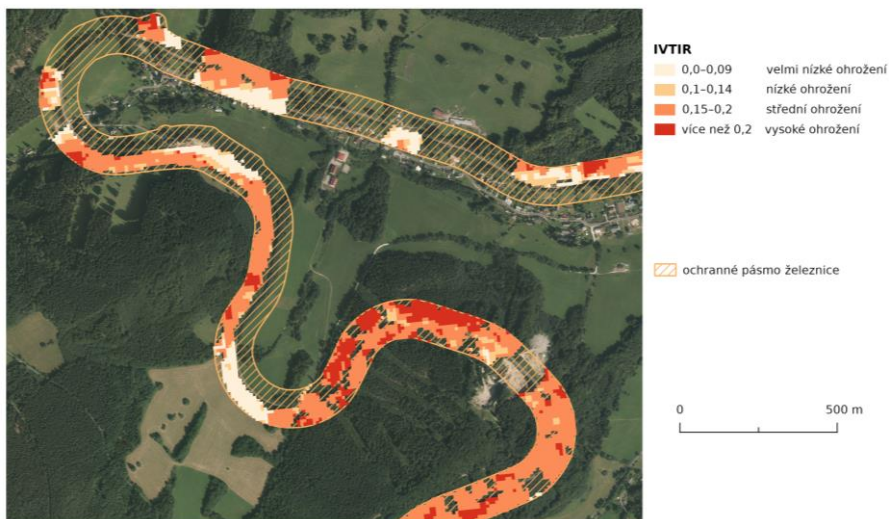 IVTIR
0,0–0,09 velmi nízké ohrožení
0,1–0,14 nízké ohrožení
0,15–0,2 střední ohrožení
více než 0,2 vysoké ohrožení
ochranné pásmo železnice
0 500 m